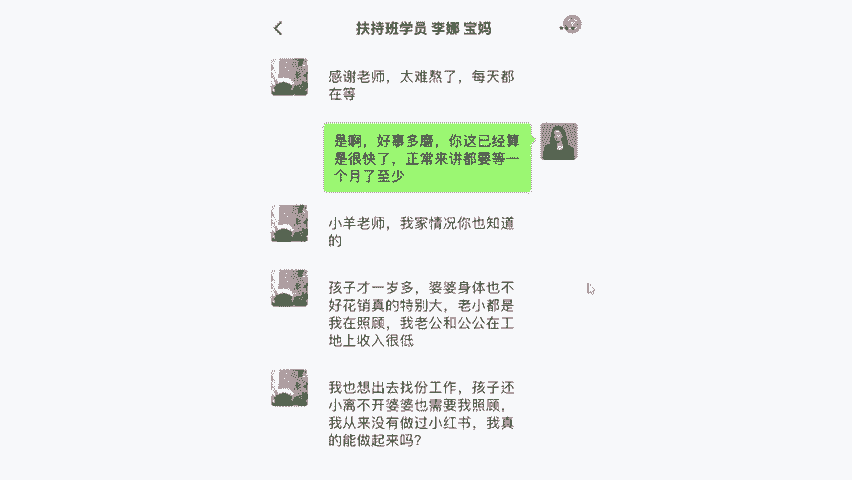 扶持班学员 李娜 宝妈
感谢老师，太难熬了，每天都
在等
是啊，好事多磨，你这已经算
是很快了，正常来讲都要等一
个月了至少
小羊老师，我家情况你也知道
的
孩子才一岁多，婆婆身体也不
好花销真的特别大，老小都是
我在照顾，我老公和公公在工
地上收入很低
我也想出去找份工作，孩子还
小离不开婆婆也需要我照顾，
我从来没有做过小红书，我真
的能做起来吗？